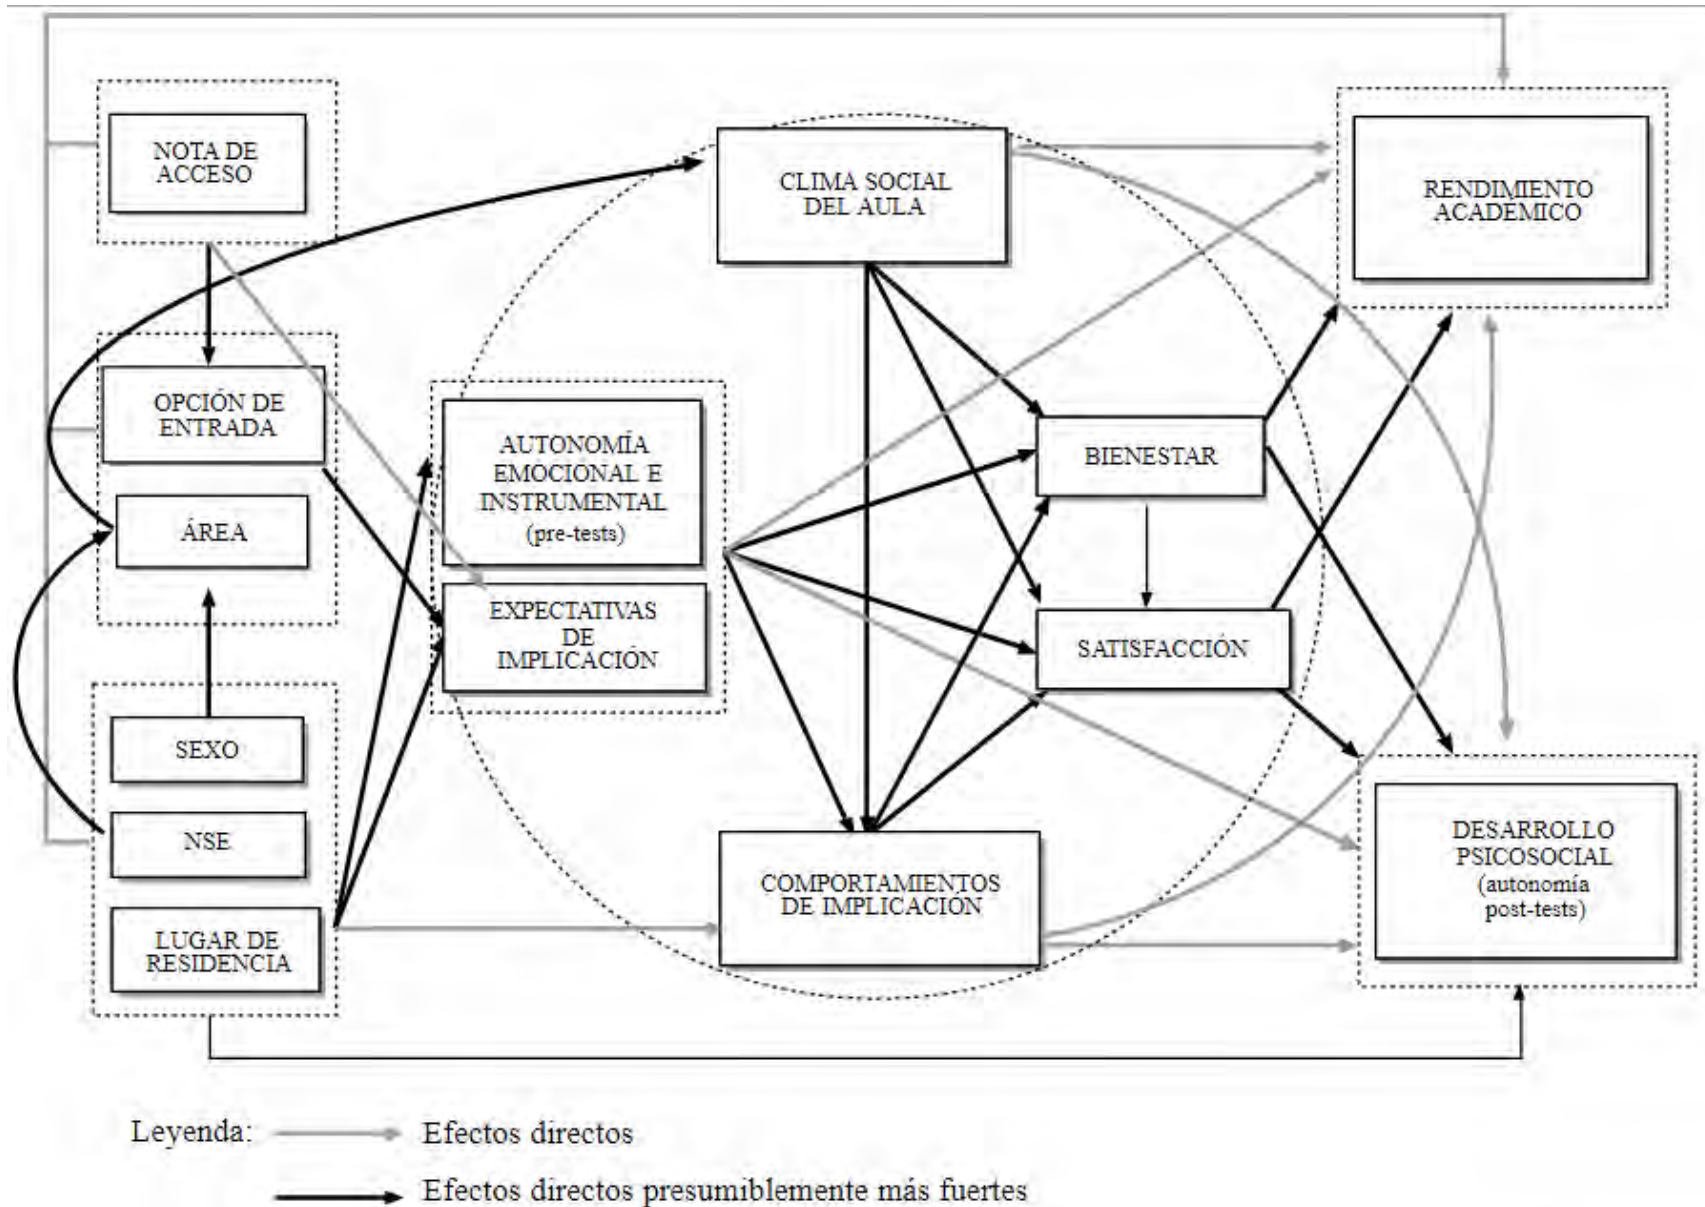 NOTA DE
ACCESO
OPCIÓN DE
ENTRADA
ÁREA
SEXO
NSE
LUGAR DE
RESIDENCIA
AUTONOMÍA
EMOCIONAL E
INSTRUMENTAL
(pre-tests)
EXPECTATIVAS
DE
IMPLICACIÓN
CLIMA SOCIAL
DEL AULA
BIENESTAR
SATISFACCIÓN
COMPORTAMIENTOS
DE IMPLICACIÓN
RENDIMIENTO
ACADÉMICO
DESARROLLO
PSICOSOCIAL
(autonomía
post-tests)
Leyenda:
Efectos directos
Efectos directos presumiblemente más fuertes